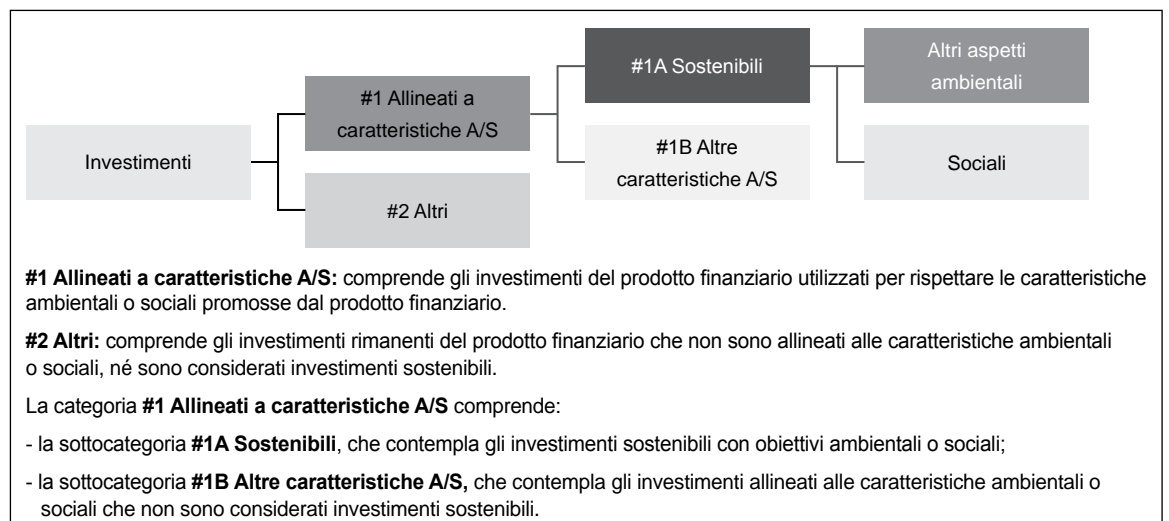 Investimenti
#1 Allineati a
caratteristiche A/S
#2 Altri
#1A Sostenibili
#1B Altre
caratteristiche A/S
Altri aspetti
ambientali
Sociali
#1 Allineati a caratteristiche A/S: comprende gli investimenti del prodotto finanziario utilizzati per rispettare le caratteristiche
ambientali o sociali promosse dal prodotto finanziario.
#2 Altri: comprende gli investimenti rimanenti del prodotto finanziario che non sono allineati alle caratteristiche ambientali
o sociali, né sono considerati investimenti sostenibili.
La categoria #1 Allineati a caratteristiche A/S comprende:
- la sottocategoria #1A Sostenibili, che contempla gli investimenti sostenibili con obiettivi ambientali o sociali;
- la sottocategoria #1B Altre caratteristiche A/S, che contempla gli investimenti allineati alle caratteristiche ambientali o
sociali che non sono considerati investimenti sostenibili.